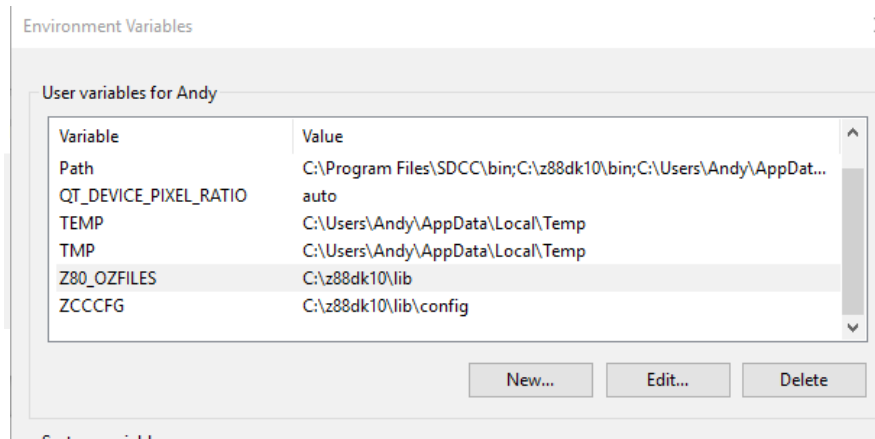 Environment Variables
User variables for Andy
Variable Value
Path C:\Program Files\SDCC\bin;C:\z88dk10\bin;C:\Users\Andy\AppDat...
QT_DEVICE_PIXEL_RATIO auto
TEMP C:\Users\Andy\AppData\Local\Temp
TMP C:\Users\Andy\AppData\Local\Temp
Z80_OZFILES C:\z88dk10\lib
ZCCCFG C:\z88dk10\lib\config
New... Edit... Delete